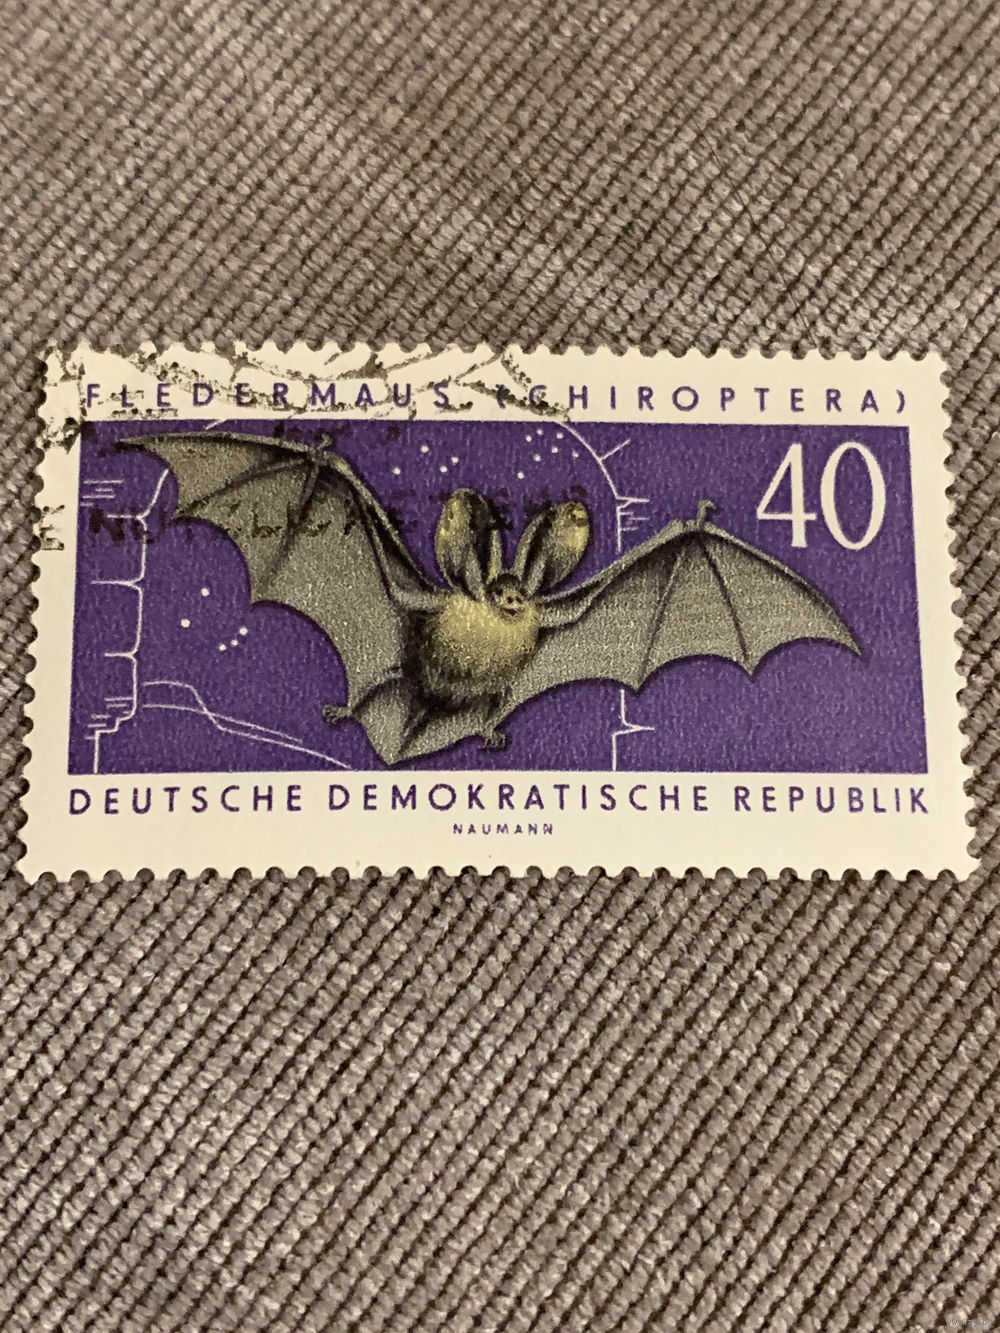 FLEDERMAUS (CHIROPTERA)
40
DEUTSCHE DEMOKRATISCHE REPUBLIK
NAUMANN